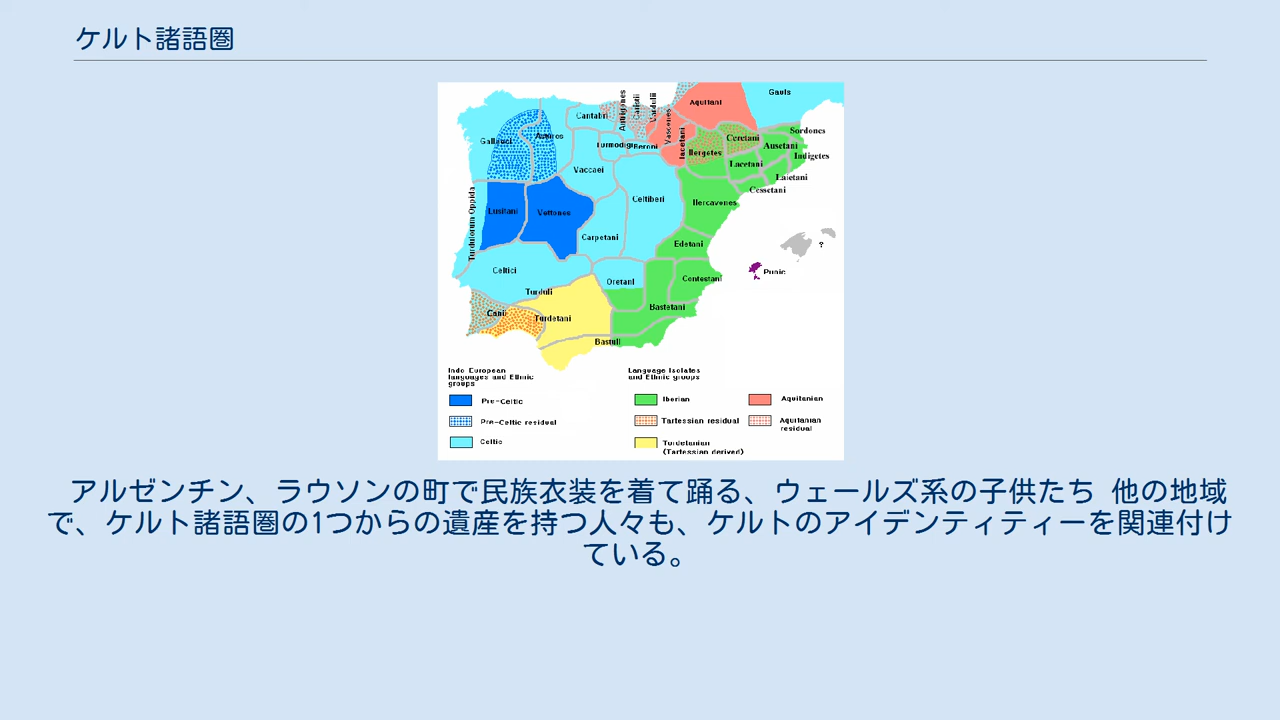 ケルト諸語圏
Gauls
Aquitani
Cantabri
Autrigones
Caristii
Varduli
Vascones
Iacetani
Gallaeci
Astures
Turmodigi
Berones
Ilergetes
Ceretani
Sordones
Ausetani
Indigetes
Vaccaei
Lacetani
Laietani
Cessetani
Celtiberi
Ilercavones
Turdulorum Oppida
Lusitani
Vettones
Carpetani
Edetani
?
Punic
Celtici
Oretani
Contestani
Turduli
Bastetani
Turdetani
Bastuli
Indo European
languages and Ethnic
groups
Pre-Celtic
Pre-Celtic residual
Celtic
Language Isolates
and Ethnic groups
Iberian
Tartessian residual
Turdetanian
(Tartessian derived)
Aquitanian
Aquitanian
residual
アルゼンチン、ラウソンの町で民族衣装を着て踊る、ウェールズ系の子供たち 他の地域
で、ケルト諸語圏の1つからの遺産を持つ人々も、ケルトのアイデンティティーを関連付け
ている。